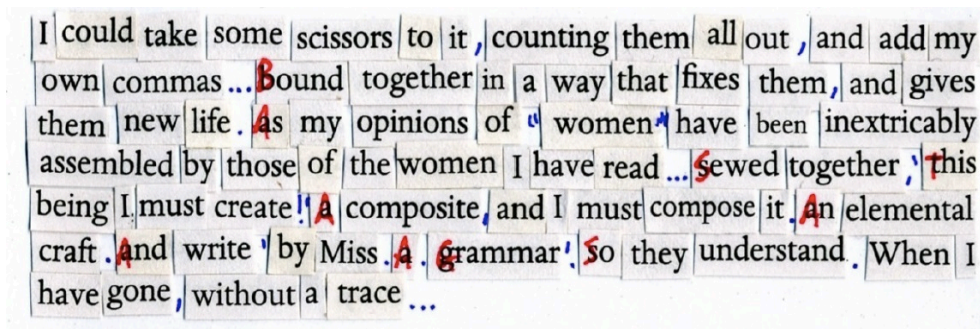 I could take some scissors to it, counting them all out, and add my
own commas...Bound together in a way that fixes them, and gives
them new life. As my opinions of "women" have been inextricably
assembled by those of the women I have read...Sewed together, 'This
being I must create!' A composite, and I must compose it. An elemental
craft. And write 'by Miss. A. Grammar'. So they understand. When I
have gone, without a trace...